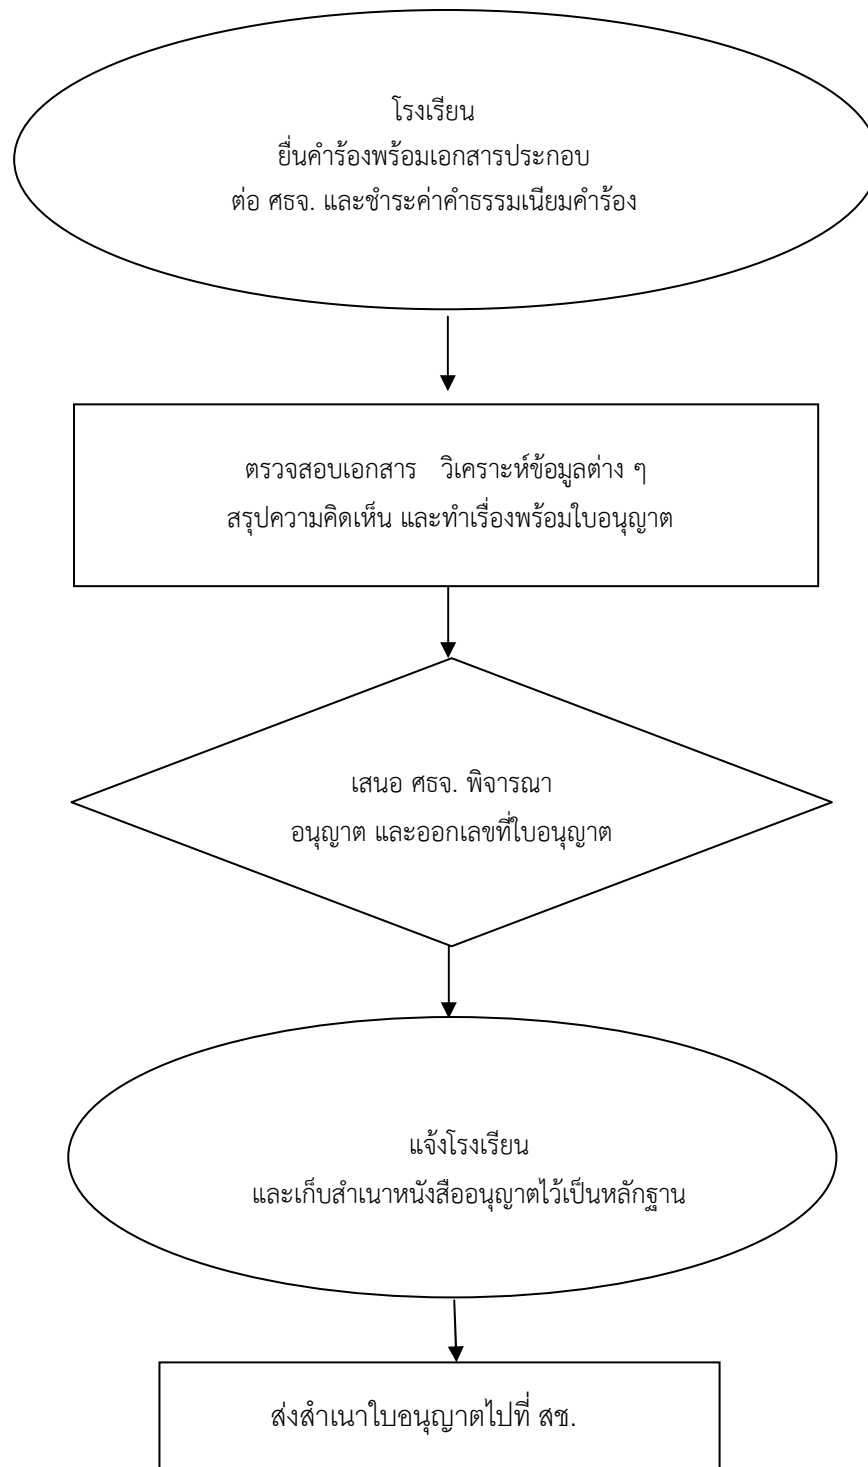 โรงเรียน
ยื่นคำร้องพร้อมเอกสารประกอบ
ต่อ ศธจ. และชำระค่าคำธรรมเนียมคำร้อง
ตรวจสอบเอกสาร วิเคราะห์ข้อมูลต่าง ๆ
สรุปความคิดเห็น และทำเรื่องพร้อมใบอนุญาต
เสนอ ศธจ. พิจารณา
อนุญาต และออกเลขที่ใบอนุญาต
แจ้งโรงเรียน
และเก็บสำเนาหนังสืออนุญาตไว้เป็นหลักฐาน
ส่งสำเนาใบอนุญาตไปที่ สช.